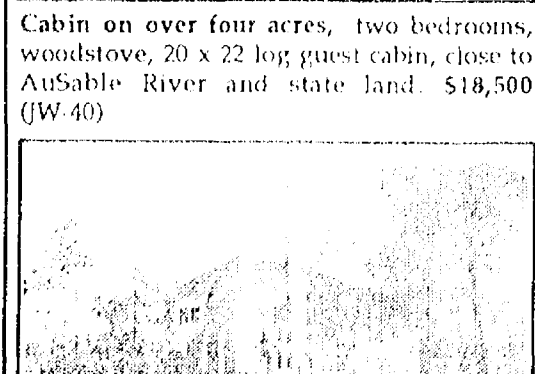 Cabin on over four acres, two bedrooms,
woodstove, 20 x 22 log guest cabin, close to
AuSable River and state land. $18,500
(JW-40)